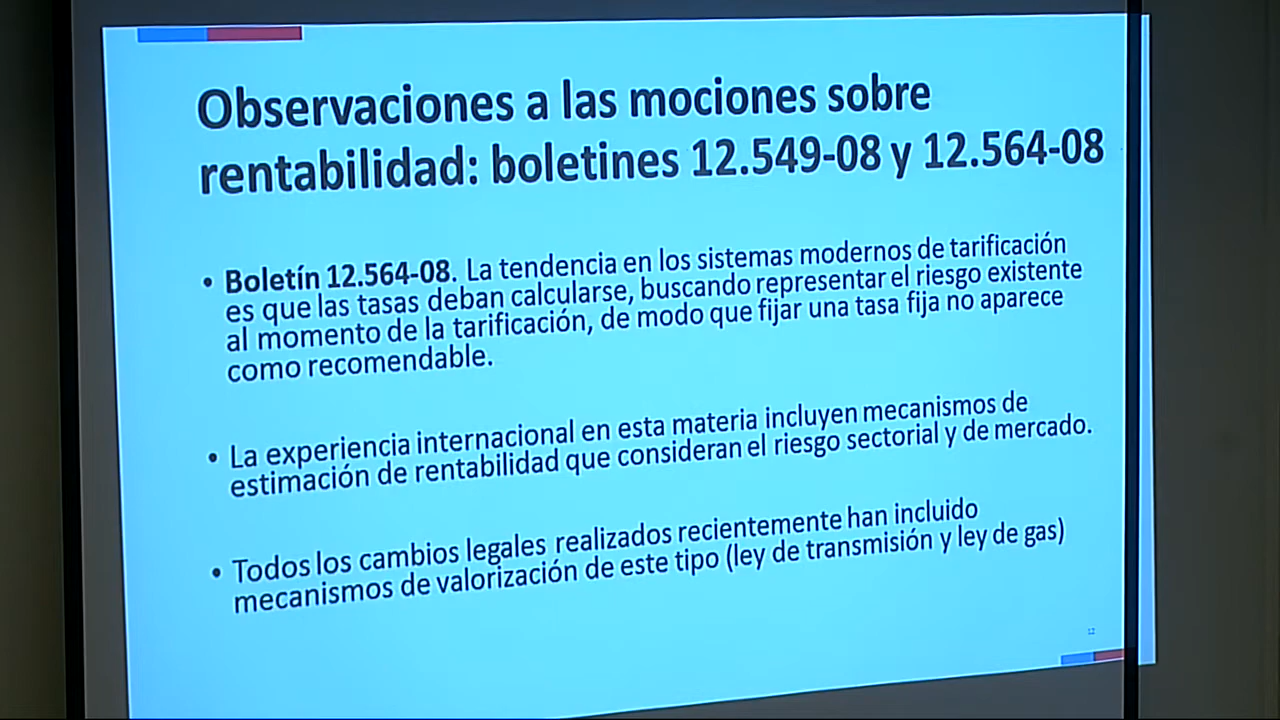 Observaciones a las mociones sobre
rentabilidad: boletines 12.549-08 y 12.564-08
• Boletín 12.564-08. La tendencia en los sistemas modernos de tarificación
es que las tasas deban calcularse, buscando representar el riesgo existente
al momento de la tarificación, de modo que fijar una tasa fija no aparece
como recomendable.
• La experiencia internacional en esta materia incluyen mecanismos de
estimación de rentabilidad que consideran el riesgo sectorial y de mercado.
• Todos los cambios legales realizados recientemente han incluido
mecanismos de valorización de este tipo (ley de transmisión y ley de gas)
12